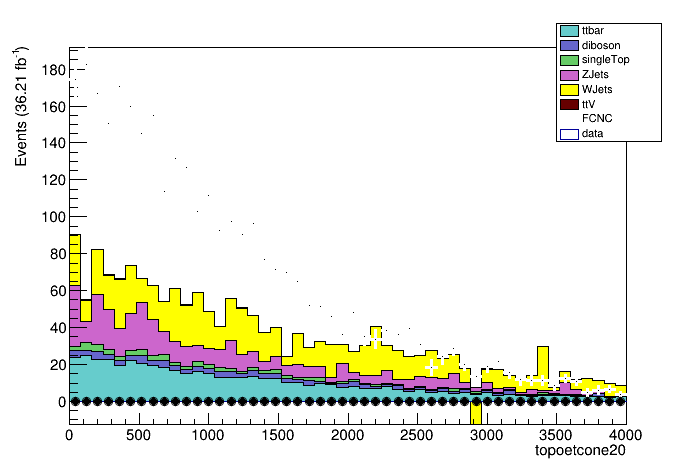 Events (36.21 fb⁻¹)
180
160
140
120
100
80
60
40
20
0
0 500 1000 1500 2000 2500 3000 3500 4000
topoetcone20
ttbar
diboson
singleTop
ZJets
WJets
ttV
FCNC
data